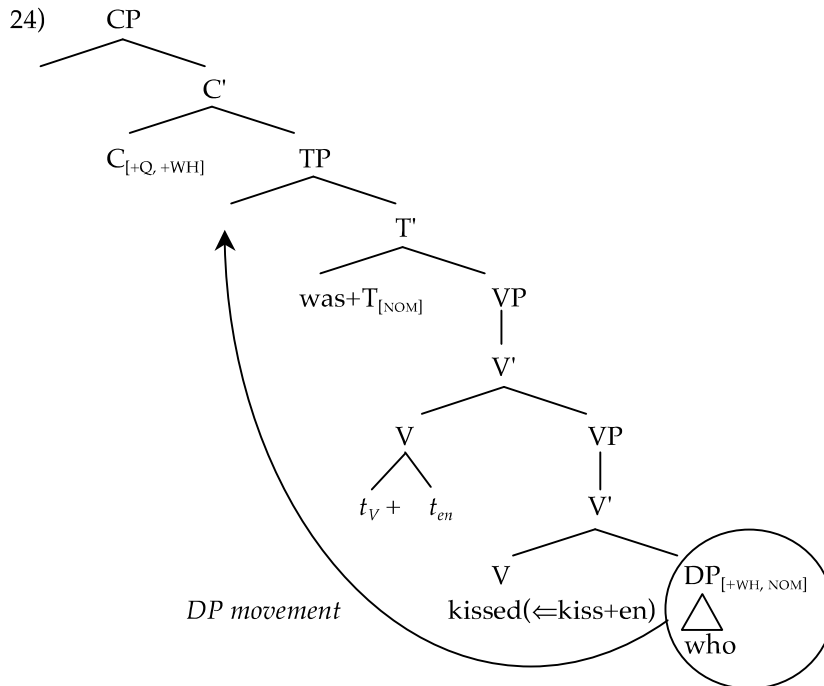 24) CP
C'
C[+Q, +WH] TP
T'
was+T[NOM] VP
V'
V VP
tV + ten V'
V DP[+WH, NOM]
DP movement kissed(⇐kiss+en)
who